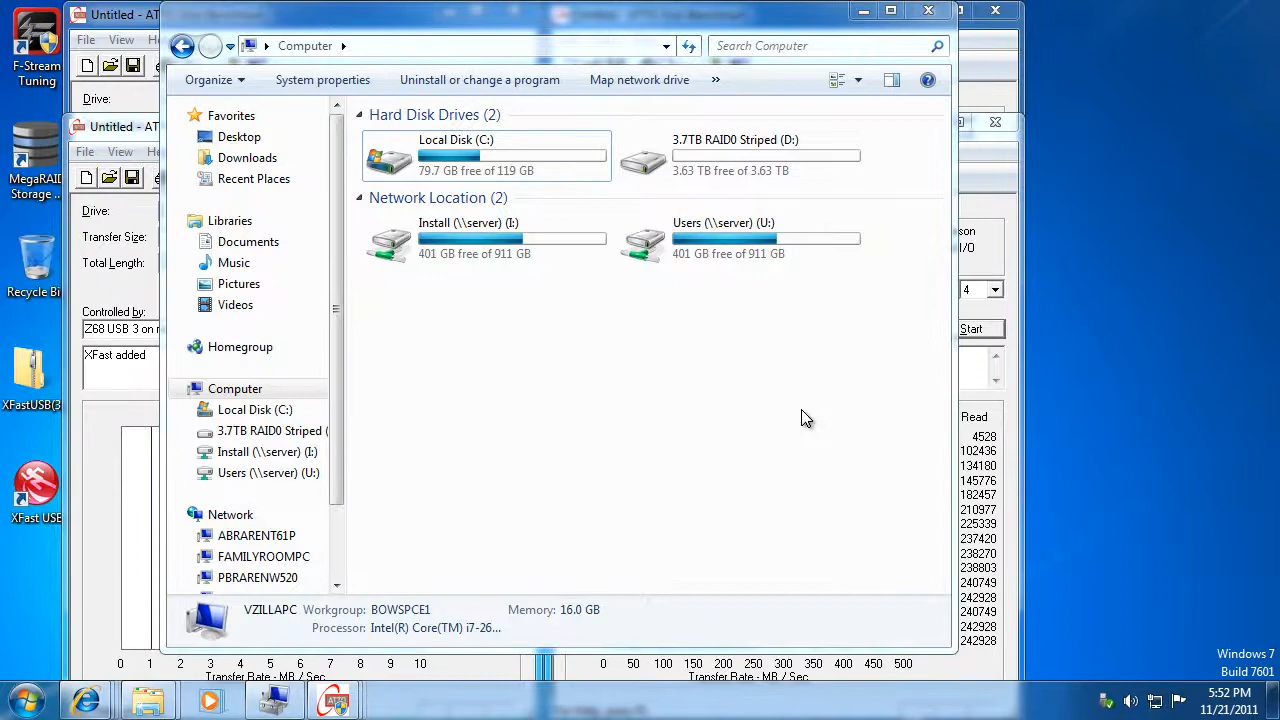 F-Stream
Tuning
MegaRAID
Storage ...
Recycle Bi
XFastUSB(3
XFast USB
Untitled - AT
File View H
Drive:
Untitled - AT
File View H
Drive:
Transfer Size:
Total Length:
Controlled by:
Z68 USB 3 on r
XFast added
0 1 2 3 4 5 6 7 8 9 10
Transfer Rate - MB / Sec
Computer
Search Computer
Organize System properties Uninstall or change a program Map network drive »
Favorites
Desktop
Downloads
Recent Places
Libraries
Documents
Music
Pictures
Videos
Homegroup
Computer
Local Disk (C:)
3.7TB RAID0 Striped (
Install (\\server) (I:)
Users (\\server) (U:)
Network
ABRARENT61P
FAMILYROOMPC
PBRARENW520
Hard Disk Drives (2)
Local Disk (C:)
79.7 GB free of 119 GB
3.7TB RAID0 Striped (D:)
3.63 TB free of 3.63 TB
Network Location (2)
Install (\\server) (I:)
401 GB free of 911 GB
Users (\\server) (U:)
401 GB free of 911 GB
VZILLAPC Workgroup: BOWSPCE1 Memory: 16.0 GB
Processor: Intel(R) Core(TM) i7-26...
son
I/O
4
Start
Read
4528
102436
134180
145776
182457
210977
225339
237420
238270
238803
240749
242928
240749
242928
242928
0 50 100 150 200 250 300 350 400 450 500
Transfer Rate - MB / Sec
Windows 7
Build 7601
5:52 PM
11/21/2011